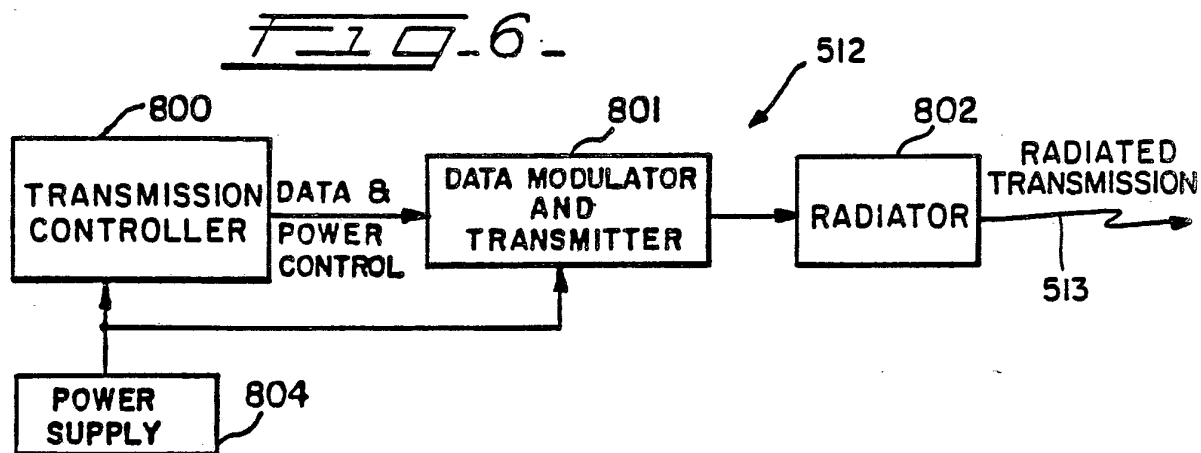 Fig-6-
512
800
801
802
TRANSMISSION
CONTROLLER
DATA &
POWER
CONTROL
DATA MODULATOR
AND
TRANSMITTER
RADIATOR
RADIATED
TRANSMISSION
513
POWER
SUPPLY
804